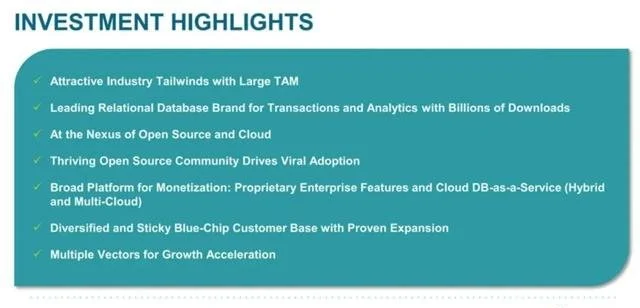 INVESTMENT HIGHLIGHTS
Attractive Industry Tailwinds with Large TAM
Leading Relational Database Brand for Transactions and Analytics with Billions of Downloads
At the Nexus of Open Source and Cloud
Thriving Open Source Community Drives Viral Adoption
Broad Platform for Monetization: Proprietary Enterprise Features and Cloud DB-as-a-Service (Hybrid
and Multi-Cloud)
Diversified and Sticky Blue-Chip Customer Base with Proven Expansion
Multiple Vectors for Growth Acceleration